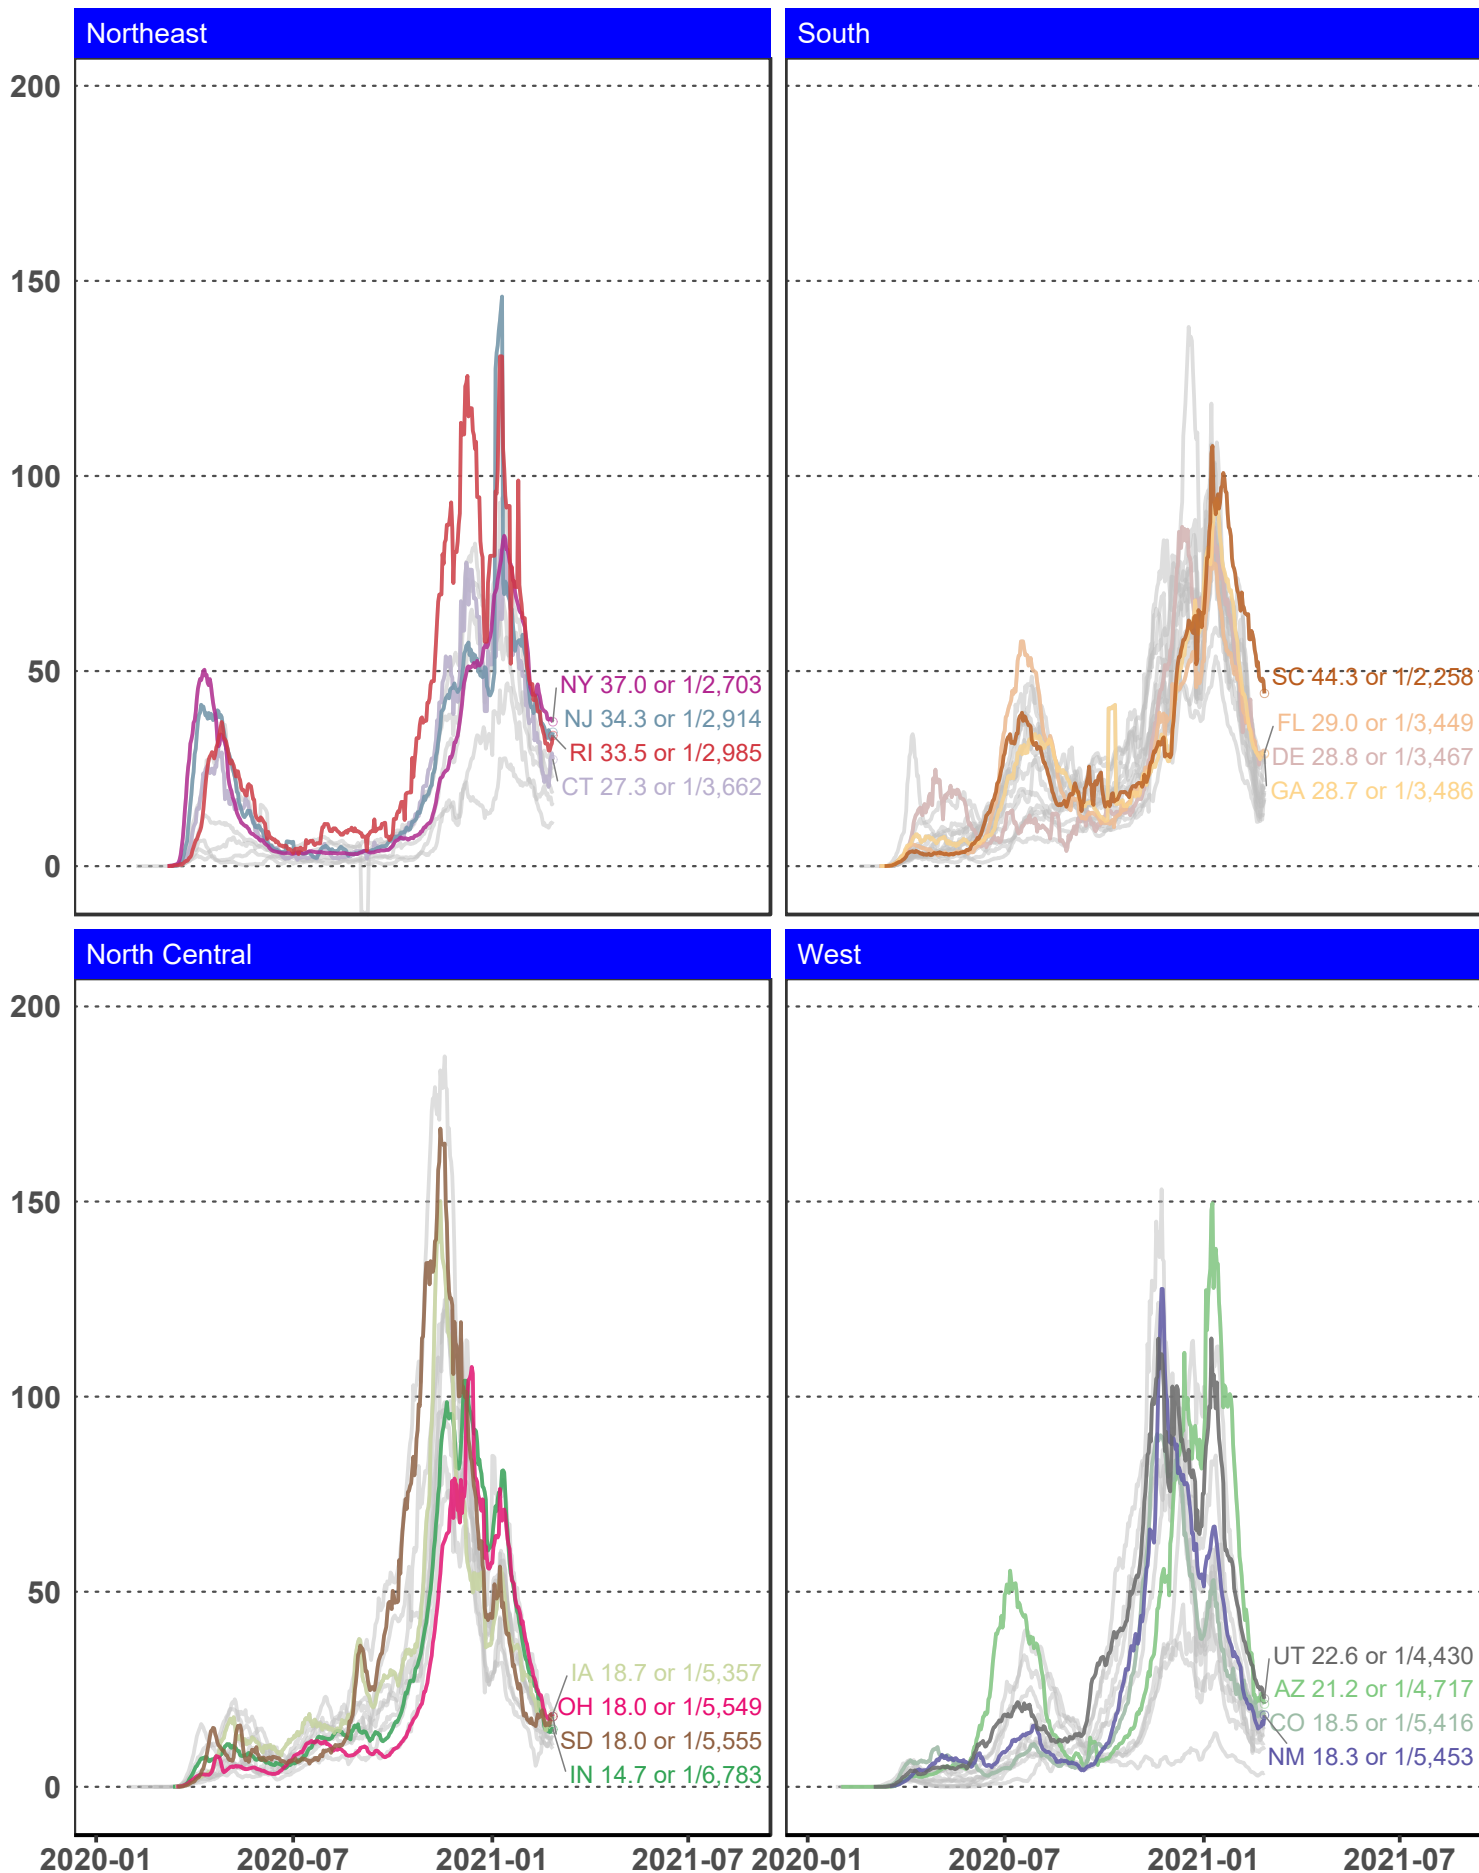 Northeast
South
200
150
100
50
0
NY 37.0 or 1/2,703
NJ 34.3 or 1/2,914
RI 33.5 or 1/2,985
CT 27.3 or 1/3,662
SC 44.3 or 1/2,258
FL 29.0 or 1/3,449
DE 28.8 or 1/3,467
GA 28.7 or 1/3,486
North Central
West
200
150
100
50
0
IA 18.7 or 1/5,357
OH 18.0 or 1/5,549
SD 18.0 or 1/5,555
IN 14.7 or 1/6,783
UT 22.6 or 1/4,430
AZ 21.2 or 1/4,717
CO 18.5 or 1/5,416
NM 18.3 or 1/5,453
2020-01 2020-07 2021-01 2021-07 2020-01 2020-07 2021-01 2021-07